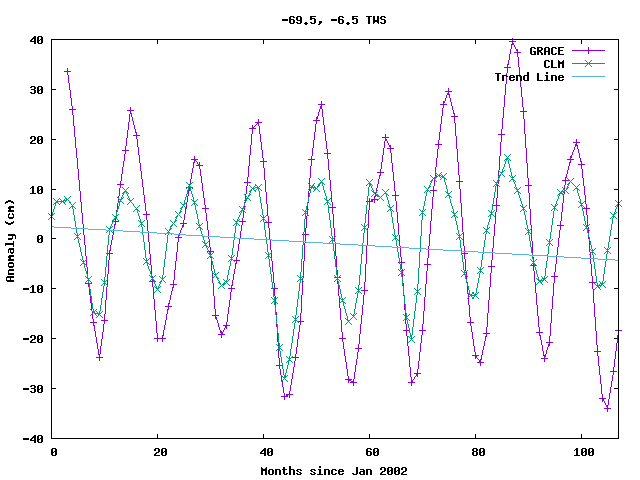 -69.5, -6.5 TWS
GRACE
CLM
Trend Line
40
30
20
10
0
-10
-20
-30
-40
Anomaly (cm)
0 20 40 60 80 100
Months since Jan 2002